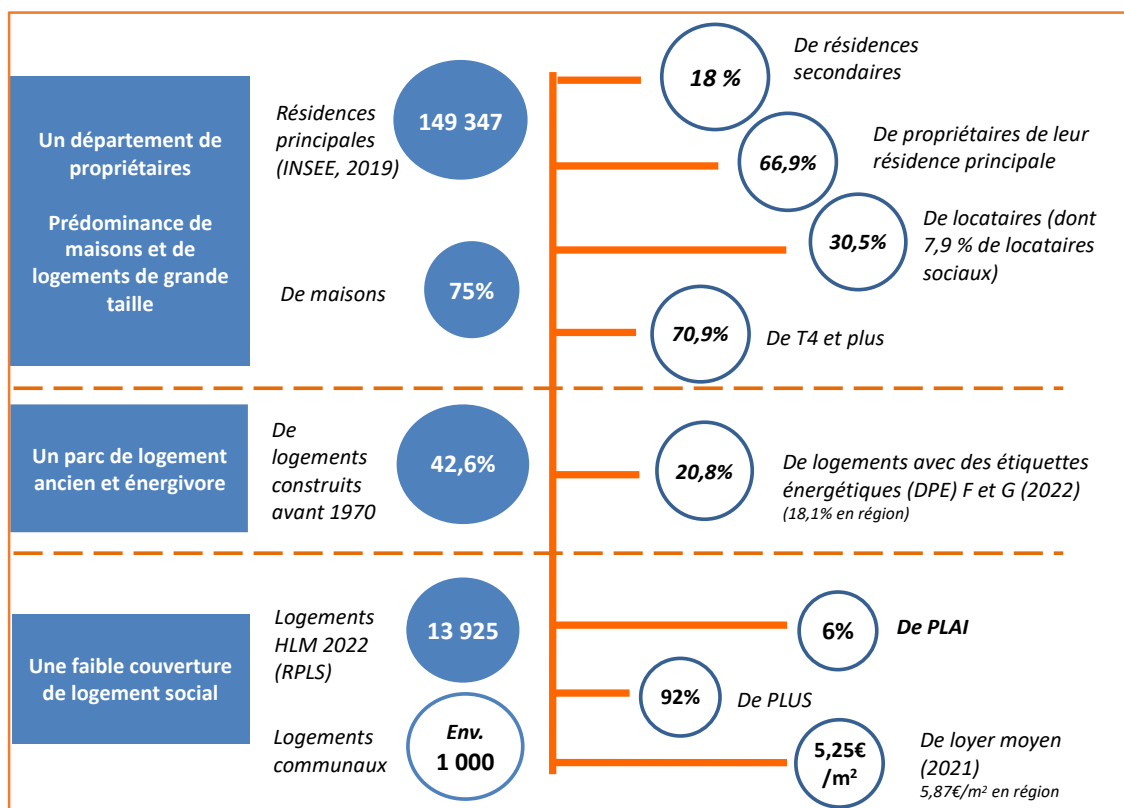 Un département de
propriétaires
Prédominance de
maisons et de
logements de grande
taille
Résidences
principales
(INSEE, 2019)
149 347
De maisons
75%
18 %
De résidences
secondaires
66,9%
De propriétaires de leur
résidence principale
30,5%
De locataires (dont
7,9 % de locataires
sociaux)
70,9%
De T4 et plus
Un parc de logement
ancien et énergivore
De
logements
construits
avant 1970
42,6%
20,8%
De logements avec des étiquettes
énergétiques (DPE) F et G (2022)
(18,1% en région)
Une faible couverture
de logement social
Logements
HLM 2022
(RPLS)
13 925
Logements
communaux
Env.
1 000
6%
De PLAI
92%
De PLUS
5,25€
/m²
De loyer moyen
(2021)
5,87€/m² en région